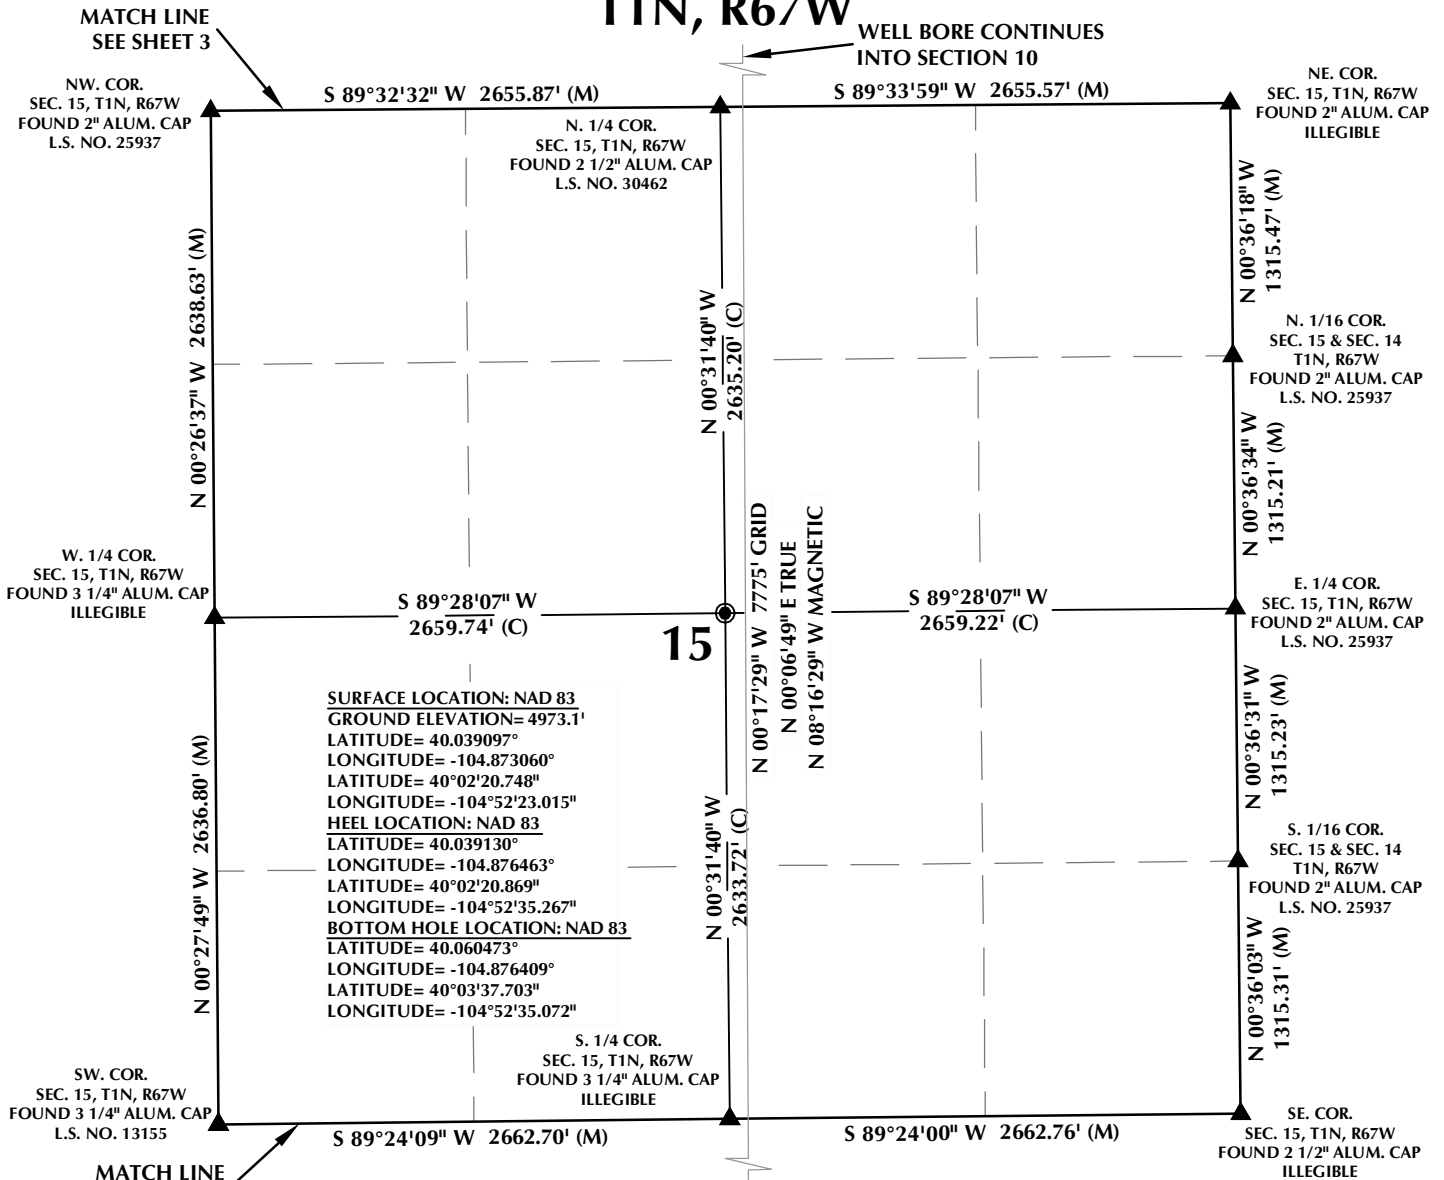 T1N, R67W
MATCH LINE
SEE SHEET 3
WELL BORE CONTINUES
INTO SECTION 10
NW. COR.
SEC. 15, T1N, R67W
FOUND 2" ALUM. CAP
L.S. NO. 25937
S 89°32'32" W 2655.87' (M)
N. 1/4 COR.
SEC. 15, T1N, R67W
FOUND 2 1/2" ALUM. CAP
L.S. NO. 30462
S 89°33'59" W 2655.57' (M)
NE. COR.
SEC. 15, T1N, R67W
FOUND 2" ALUM. CAP
ILLEGIBLE
N 00°26'37" W 2638.63' (M)
N 00°31'40" W
2635.20' (C)
N 00°36'18" W
1315.47' (M)
N. 1/16 COR.
SEC. 15 & SEC. 14
T1N, R67W
FOUND 2" ALUM. CAP
L.S. NO. 25937
N 00°36'34" W
1315.21' (M)
W. 1/4 COR.
SEC. 15, T1N, R67W
FOUND 3 1/4" ALUM. CAP
ILLEGIBLE
S 89°28'07" W
2659.74' (C)
15
N 00°17'29" W 7775' GRID
N 00°06'49" E TRUE
N 08°16'29" W MAGNETIC
S 89°28'07" W
2659.22' (C)
E. 1/4 COR.
SEC. 15, T1N, R67W
FOUND 2" ALUM. CAP
L.S. NO. 25937
SURFACE LOCATION: NAD 83
GROUND ELEVATION= 4973.1'
LATITUDE= 40.039097°
LONGITUDE= -104.873060°
LATITUDE= 40°02'20.748"
LONGITUDE= -104°52'23.015"
HEEL LOCATION: NAD 83
LATITUDE= 40.039130°
LONGITUDE= -104.876463°
LATITUDE= 40°02'20.869"
LONGITUDE= -104°52'35.267"
BOTTOM HOLE LOCATION: NAD 83
LATITUDE= 40.060473°
LONGITUDE= -104.876409°
LATITUDE= 40°03'37.703"
LONGITUDE= -104°52'35.072"
N 00°27'49" W 2636.80' (M)
N 00°31'40" W
2633.72' (C)
N 00°36'31" W
1315.23' (M)
S. 1/16 COR.
SEC. 15 & SEC. 14
T1N, R67W
FOUND 2" ALUM. CAP
L.S. NO. 25937
N 00°36'03" W
1315.31' (M)
SW. COR.
SEC. 15, T1N, R67W
FOUND 3 1/4" ALUM. CAP
L.S. NO. 13155
S. 1/4 COR.
SEC. 15, T1N, R67W
FOUND 3 1/4" ALUM. CAP
ILLEGIBLE
S 89°24'09" W 2662.70' (M)
S 89°24'00" W 2662.76' (M)
SE. COR.
SEC. 15, T1N, R67W
FOUND 2 1/2" ALUM. CAP
ILLEGIBLE
MATCH LINE